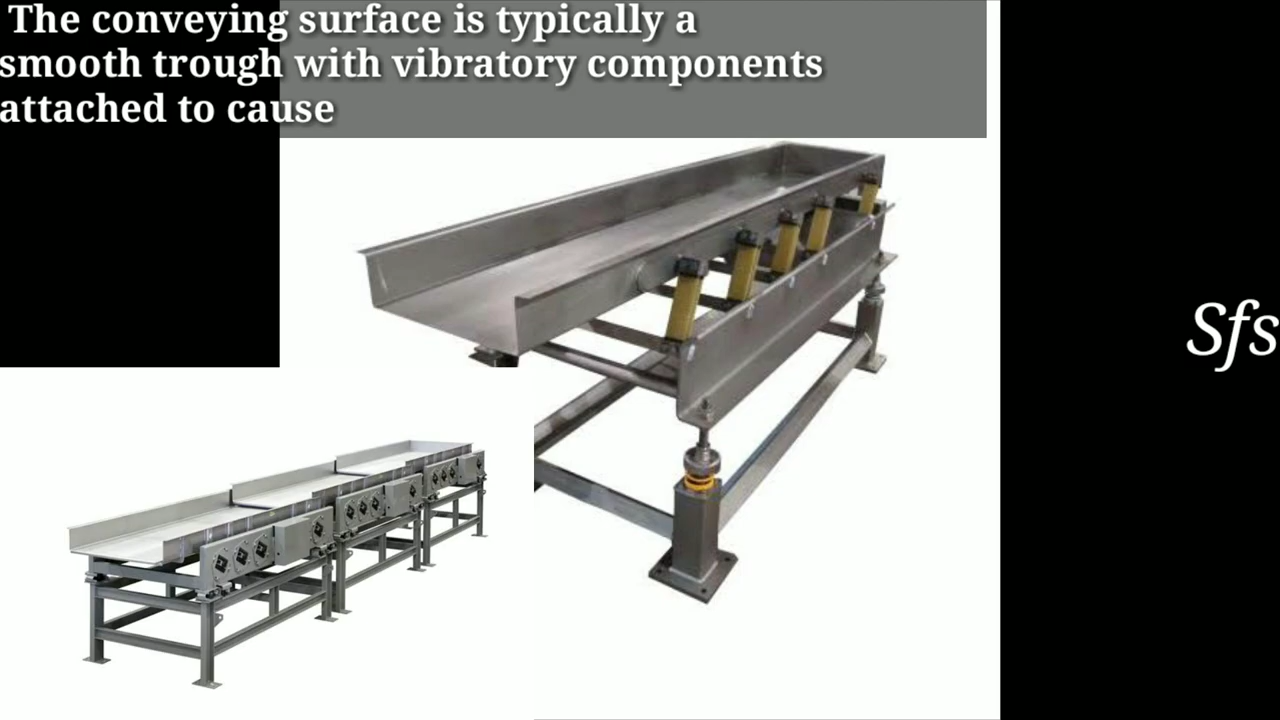 The conveying surface is typically a
smooth trough with vibratory components
attached to cause
Sfs